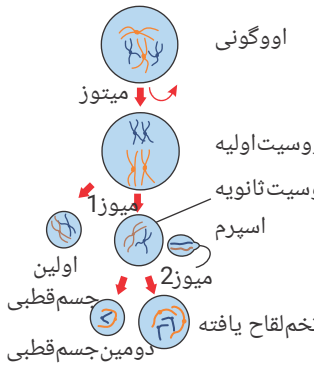 اووگونی
میتوز
وسیت اولیه
میوز1
وسیت ثانویه
اسپرم
اولین
جسم قطبی
میوز2
تخم لقاح یافته
دومین جسم قطبی